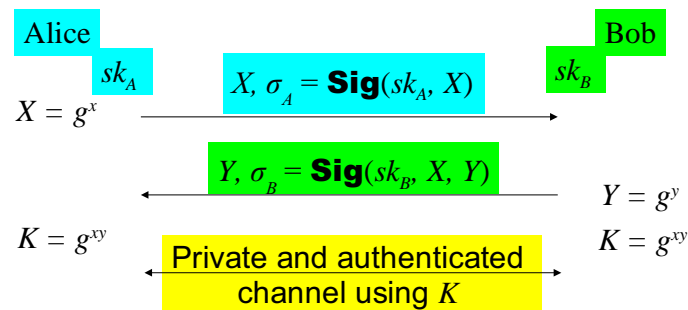 Alice
Bob
sk_A
sk_B
X, σ_A = Sig(sk_A, X)
X = g^x
Y, σ_B = Sig(sk_B, X, Y)
Y = g^y
K = g^xy
K = g^xy
Private and authenticated
channel using K